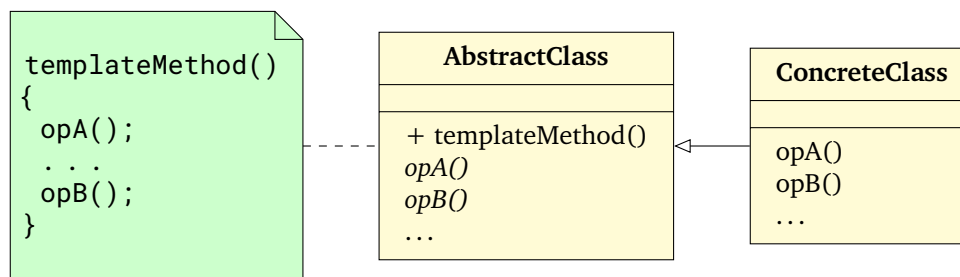 templateMethod()
{
opA();
. . .
opB();
}
AbstractClass
+ templateMethod()
opA()
opB()
...
ConcreteClass
opA()
opB()
...